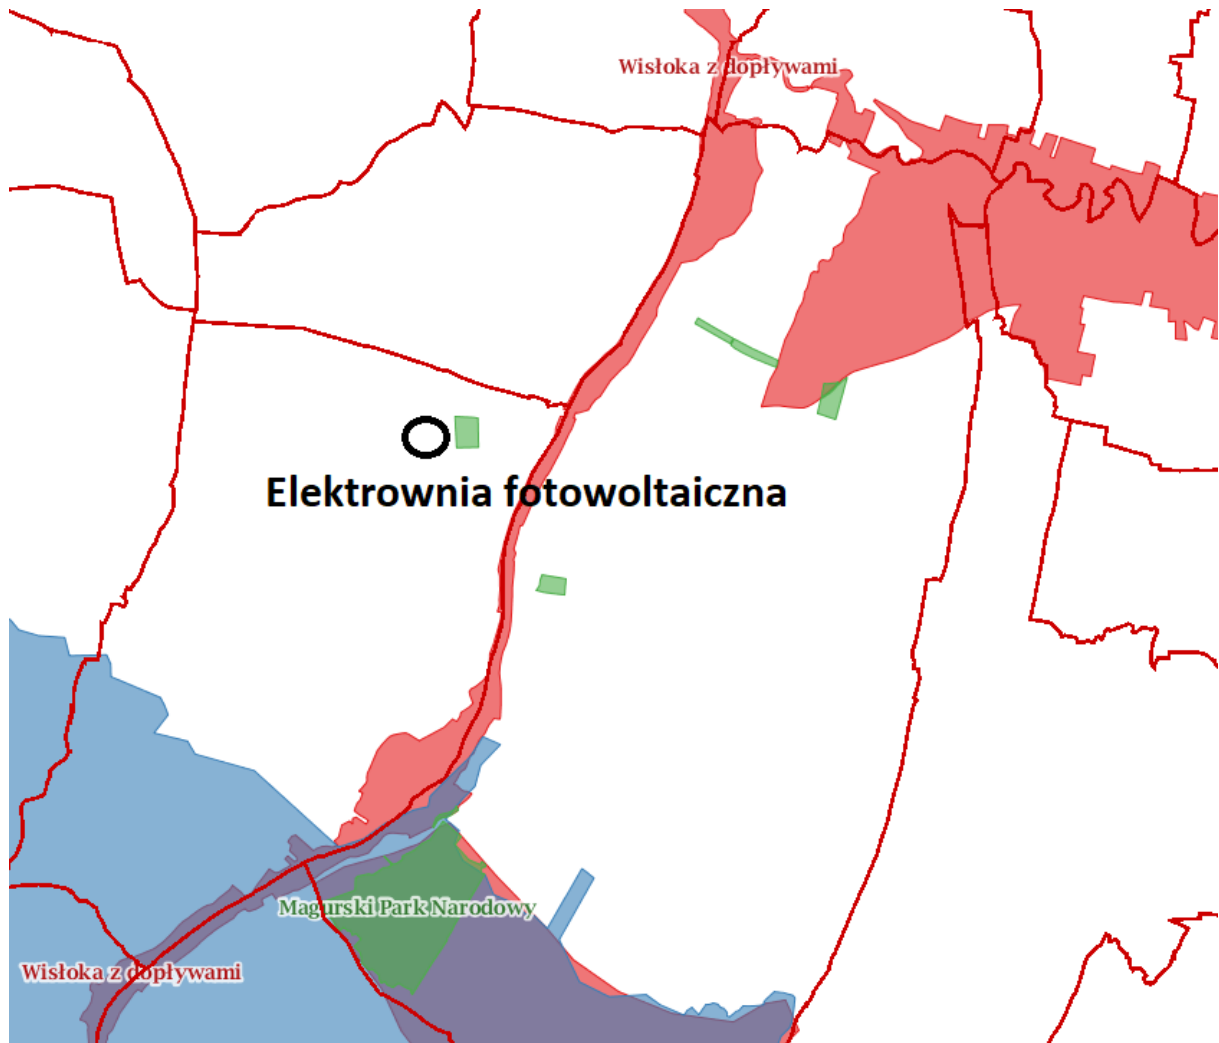 Wisłoka z dopływami
Elektrownia fotowoltaiczna
Magurski Park Narodowy
Wisłoka z dopływami